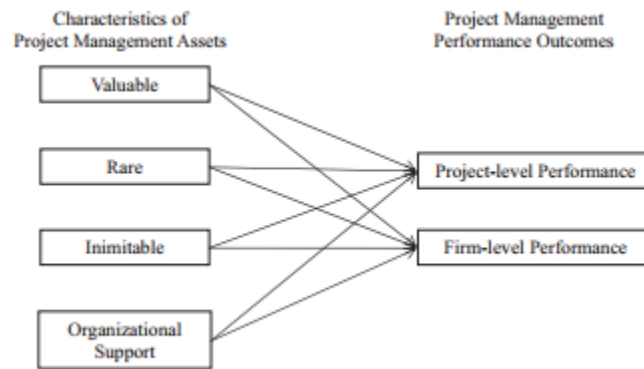 Characteristics of
Project Management Assets
Project Management
Performance Outcomes
Valuable
Rare
Project-level Performance
Inimitable
Firm-level Performance
Organizational
Support